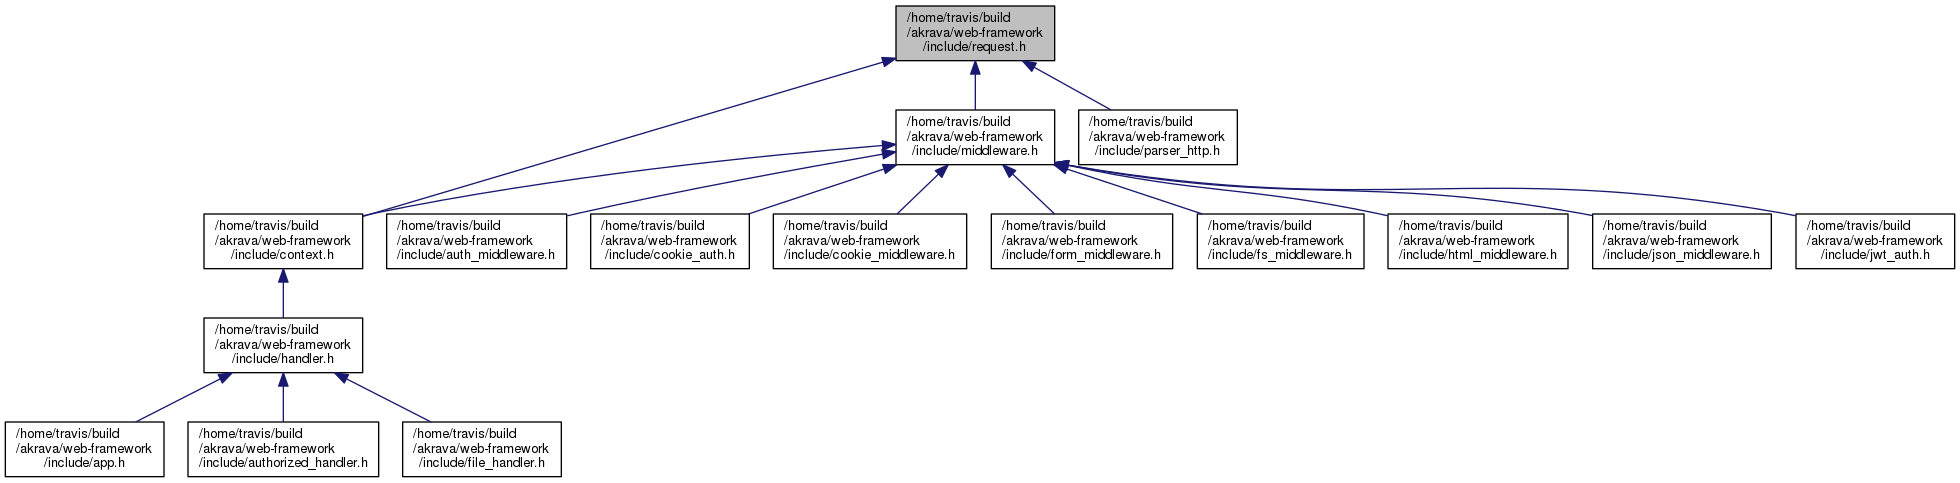 /home/travis/build
/akrava/web-framework
/include/request.h
/home/travis/build
/akrava/web-framework
/include/middleware.h
/home/travis/build
/akrava/web-framework
/include/parser_http.h
/home/travis/build
/akrava/web-framework
/include/context.h
/home/travis/build
/akrava/web-framework
/include/auth_middleware.h
/home/travis/build
/akrava/web-framework
/include/cookie_auth.h
/home/travis/build
/akrava/web-framework
/include/cookie_middleware.h
/home/travis/build
/akrava/web-framework
/include/form_middleware.h
/home/travis/build
/akrava/web-framework
/include/fs_middleware.h
/home/travis/build
/akrava/web-framework
/include/html_middleware.h
/home/travis/build
/akrava/web-framework
/include/json_middleware.h
/home/travis/build
/akrava/web-framework
/include/jwt_auth.h
/home/travis/build
/akrava/web-framework
/include/handler.h
/home/travis/build
/akrava/web-framework
/include/app.h
/home/travis/build
/akrava/web-framework
/include/authorized_handler.h
/home/travis/build
/akrava/web-framework
/include/file_handler.h